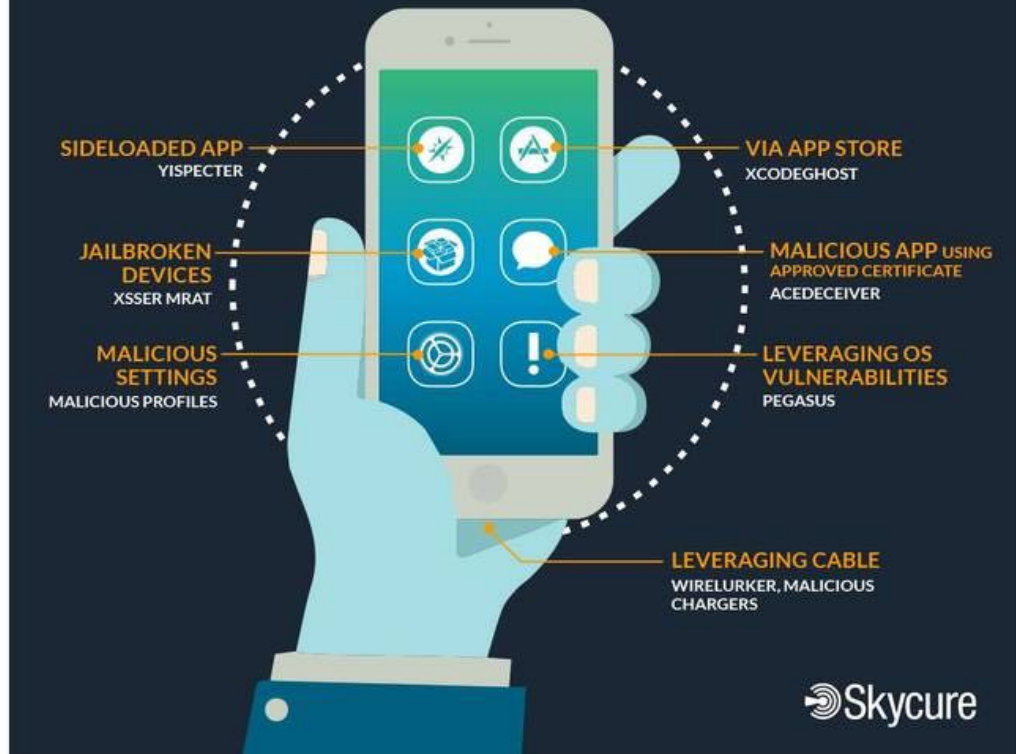 SIDELOADED APP
YISPECTER
VIA APP STORE
XCODEGHOST
JAILBROKEN
DEVICES
XSSER MRAT
MALICIOUS APP USING
APPROVED CERTIFICATE
ACEDECEIVER
MALICIOUS
SETTINGS
MALICIOUS PROFILES
LEVERAGING OS
VULNERABILITIES
PEGASUS
LEVERAGING CABLE
WIRELURKER, MALICIOUS
CHARGERS
Skycure